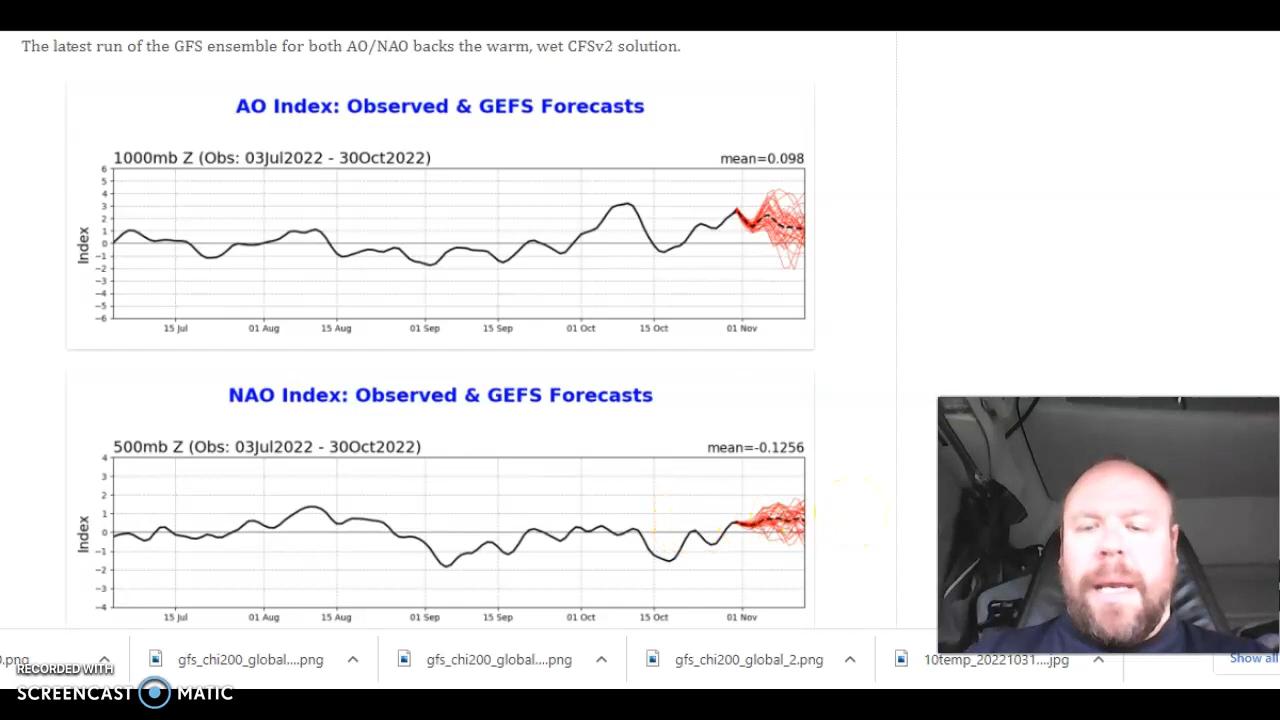 The latest run of the GFS ensemble for both AO/NAO backs the warm, wet CFSv2 solution.
AO Index: Observed & GEFS Forecasts
1000mb Z (Obs: 03Jul2022 - 30Oct2022)
mean=0.098
6
5
4
3
2
1
0
−1
−2
−3
−4
−5
−6
Index
15 Jul
01 Aug
15 Aug
01 Sep
15 Sep
01 Oct
15 Oct
01 Nov
NAO Index: Observed & GEFS Forecasts
500mb Z (Obs: 03Jul2022 - 30Oct2022)
mean=-0.1256
4
3
2
1
0
−1
−2
−3
−4
Index
15 Jul
01 Aug
15 Aug
01 Sep
15 Sep
01 Oct
15 Oct
01 Nov
0.png
gfs_chi200_global....png
gfs_chi200_global....png
gfs_chi200_global_2.png
10temp_20221031....jpg
Show all
RECORDED WITH
SCREENCAST MATIC